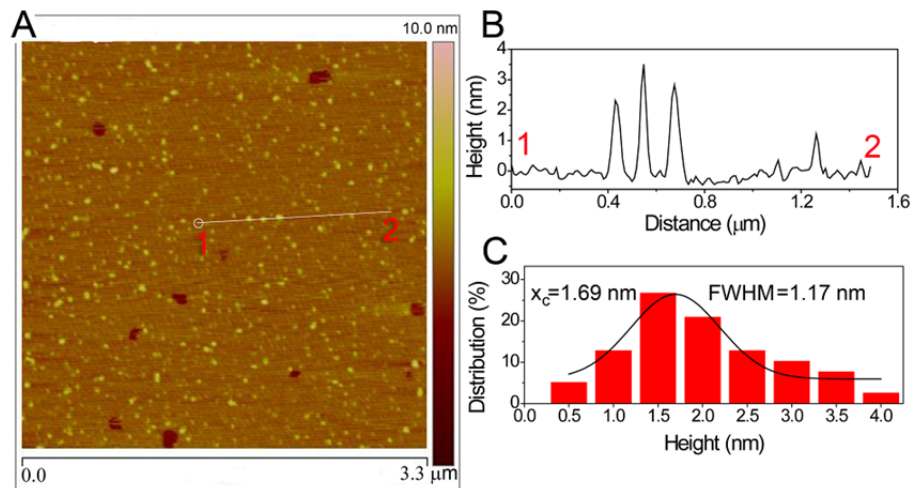 A
10.0 nm
1
2
0.0
3.3 μm
B
Height (nm)
4
3
2
1
0
1
2
0.0
0.4
0.8
1.2
1.6
Distance (μm)
C
Distribution (%)
30
20
10
0
x_c=1.69 nm
FWHM=1.17 nm
0.0
0.5
1.0
1.5
2.0
2.5
3.0
3.5
4.0
Height (nm)